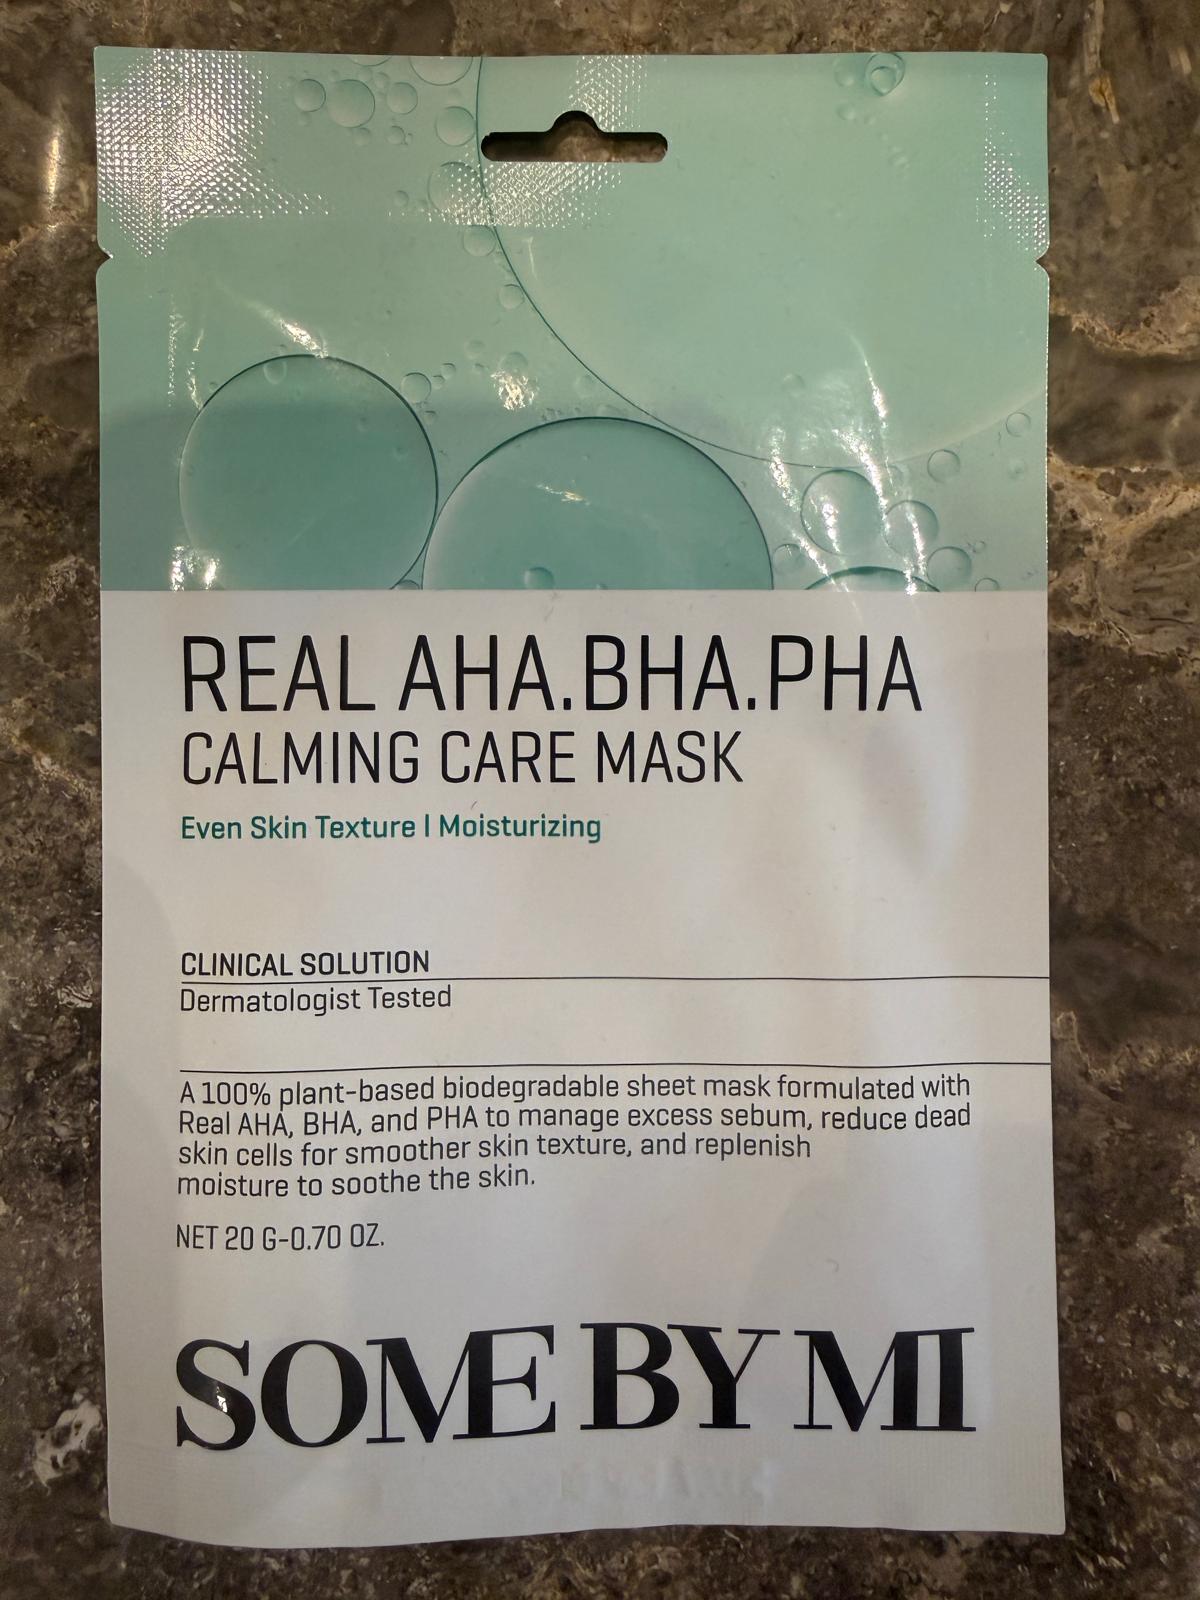 REAL AHA.BHA.PHA
CALMING CARE MASK
Even Skin Texture | Moisturizing
CLINICAL SOLUTION
Dermatologist Tested
A 100% plant-based biodegradable sheet mask formulated with
Real AHA, BHA, and PHA to manage excess sebum, reduce dead
skin cells for smoother skin texture, and replenish
moisture to soothe the skin.
NET 20 G-0.70 OZ.
SOME BY MI